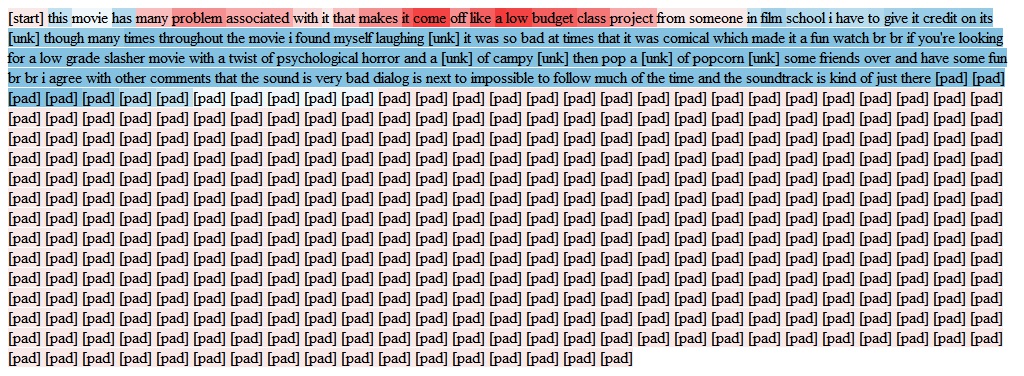 [start] this movie has many problem associated with it that makes it come off like a low budget class project from someone in film school i have to give it credit on its
[unk] though many times throughout the movie i found myself laughing [unk] it was so bad at times that it was comical which made it a fun watch br br if you're looking
for a low grade slasher movie with a twist of psychological horror and a [unk] of campy [unk] then pop a [unk] of popcorn [unk] some friends over and have some fun
br br i agree with other comments that the sound is very bad dialog is next to impossible to follow much of the time and the soundtrack is kind of just there [pad] [pad]
[pad] [pad] [pad] [pad] [pad] [pad] [pad] [pad] [pad] [pad] [pad] [pad] [pad] [pad] [pad] [pad] [pad] [pad] [pad] [pad] [pad] [pad] [pad] [pad] [pad] [pad] [pad]
[pad] [pad] [pad] [pad] [pad] [pad] [pad] [pad] [pad] [pad] [pad] [pad] [pad] [pad] [pad] [pad] [pad] [pad] [pad] [pad] [pad] [pad] [pad] [pad] [pad] [pad] [pad]
[pad] [pad] [pad] [pad] [pad] [pad] [pad] [pad] [pad] [pad] [pad] [pad] [pad] [pad] [pad] [pad] [pad] [pad] [pad] [pad] [pad] [pad] [pad] [pad] [pad] [pad] [pad]
[pad] [pad] [pad] [pad] [pad] [pad] [pad] [pad] [pad] [pad] [pad] [pad] [pad] [pad] [pad] [pad] [pad] [pad] [pad] [pad] [pad] [pad] [pad] [pad] [pad] [pad] [pad]
[pad] [pad] [pad] [pad] [pad] [pad] [pad] [pad] [pad] [pad] [pad] [pad] [pad] [pad] [pad] [pad] [pad] [pad] [pad] [pad] [pad] [pad] [pad] [pad] [pad] [pad] [pad]
[pad] [pad] [pad] [pad] [pad] [pad] [pad] [pad] [pad] [pad] [pad] [pad] [pad] [pad] [pad] [pad] [pad] [pad] [pad] [pad] [pad] [pad] [pad] [pad] [pad] [pad] [pad]
[pad] [pad] [pad] [pad] [pad] [pad] [pad] [pad] [pad] [pad] [pad] [pad] [pad] [pad] [pad] [pad] [pad] [pad] [pad] [pad] [pad] [pad] [pad] [pad] [pad] [pad] [pad]
[pad] [pad] [pad] [pad] [pad] [pad] [pad] [pad] [pad] [pad] [pad] [pad] [pad] [pad] [pad] [pad] [pad] [pad] [pad] [pad] [pad] [pad] [pad] [pad] [pad] [pad] [pad]
[pad] [pad] [pad] [pad] [pad] [pad] [pad] [pad] [pad] [pad] [pad] [pad] [pad] [pad] [pad] [pad] [pad] [pad] [pad] [pad] [pad] [pad] [pad] [pad] [pad] [pad] [pad]
[pad] [pad] [pad] [pad] [pad] [pad] [pad] [pad] [pad] [pad] [pad] [pad] [pad] [pad] [pad] [pad] [pad] [pad] [pad] [pad] [pad] [pad] [pad] [pad] [pad] [pad] [pad]
[pad] [pad] [pad] [pad] [pad] [pad] [pad] [pad] [pad] [pad] [pad] [pad] [pad] [pad] [pad] [pad] [pad] [pad] [pad] [pad] [pad] [pad] [pad] [pad] [pad] [pad] [pad]
[pad] [pad] [pad] [pad] [pad] [pad] [pad] [pad] [pad] [pad] [pad] [pad] [pad] [pad] [pad] [pad] [pad] [pad] [pad] [pad] [pad] [pad] [pad] [pad] [pad] [pad] [pad]
[pad] [pad] [pad] [pad] [pad] [pad] [pad] [pad] [pad] [pad] [pad] [pad] [pad] [pad] [pad] [pad] [pad] [pad] [pad] [pad] [pad] [pad] [pad] [pad] [pad] [pad] [pad]
[pad] [pad] [pad] [pad] [pad] [pad] [pad] [pad] [pad] [pad] [pad] [pad] [pad] [pad] [pad] [pad] [pad]